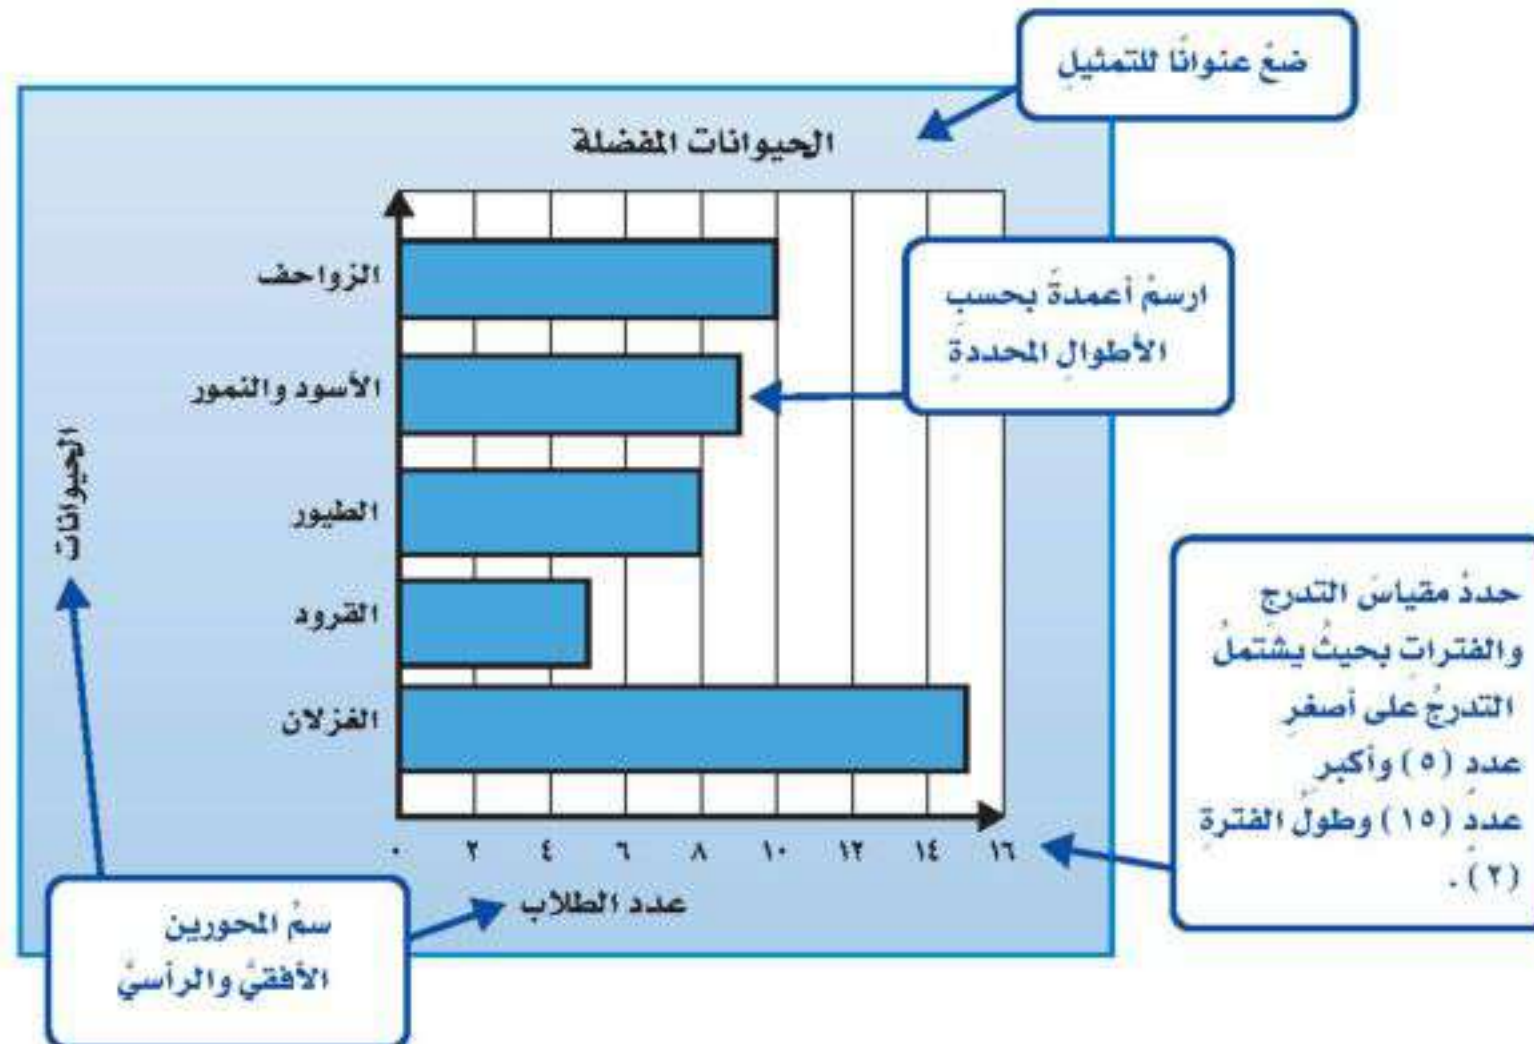 ضعْ عنوانًا للتمثيلِ
الحيوانات المفضلة
الزواحف
ارسمْ أعمدةً بحسبِ
الأطوالِ المحددةِ
الأسود والنمور
الحيوانات
الطيور
القرود
الغزلان
حددْ مقياسَ التدرجِ
والفتراتِ بحيثُ يشتملُ
التدرجُ على أصغرِ
عددٍ (٥) وأكبرِ
عددٍ (١٥) وطولُ الفترةِ
(٢).
٠ ٢ ٤ ٦ ٨ ١٠ ١٢ ١٤ ١٦
عدد الطلاب
سمِّ المحورين
الأفقيَّ والرأسيَّ